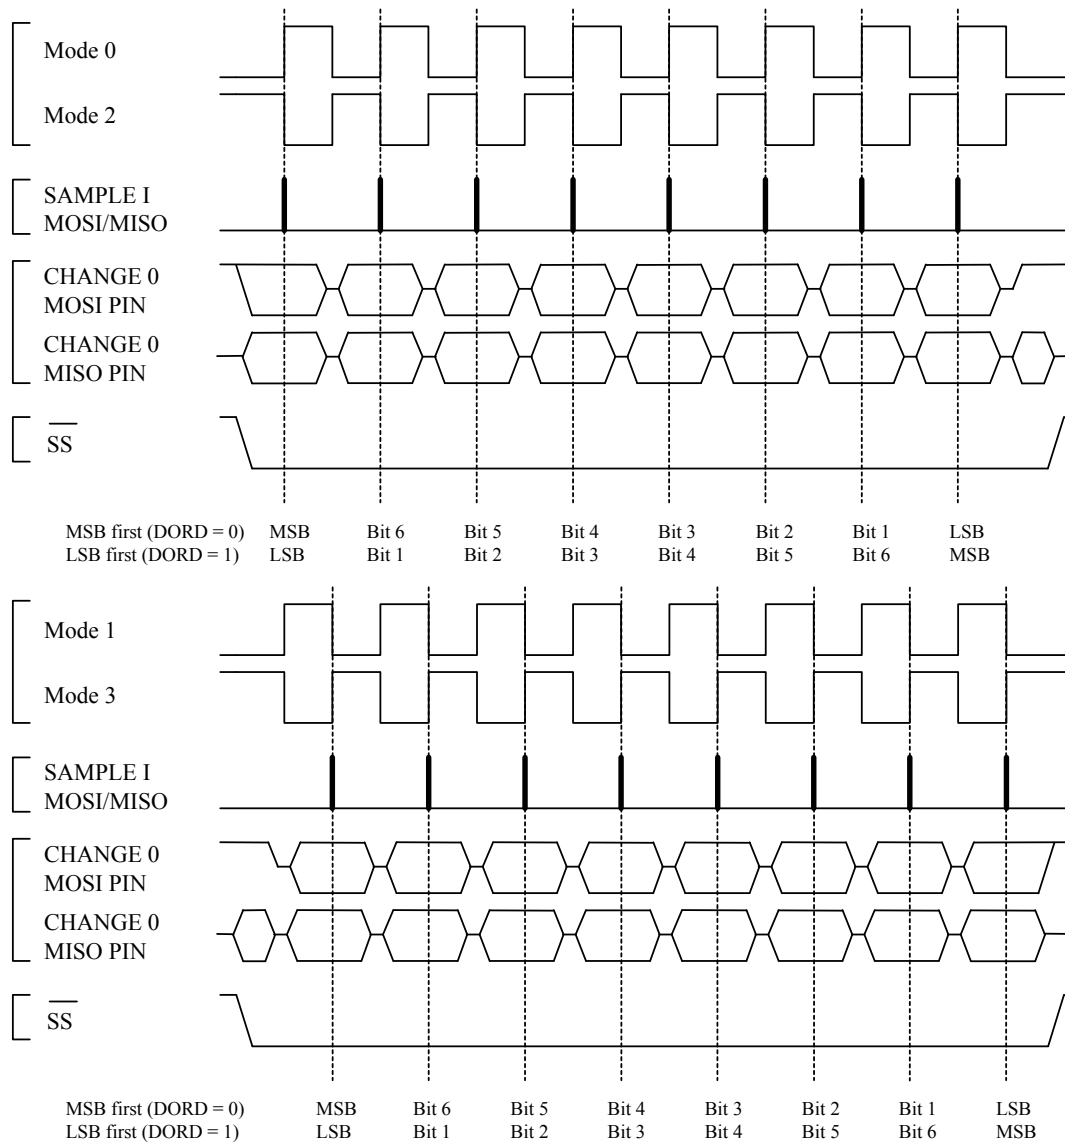 Mode 0
Mode 2
SAMPLE I
MOSI/MISO
CHANGE 0
MOSI PIN
CHANGE 0
MISO PIN
SS
MSB first (DORD = 0) MSB Bit 6 Bit 5 Bit 4 Bit 3 Bit 2 Bit 1 LSB
LSB first (DORD = 1) LSB Bit 1 Bit 2 Bit 3 Bit 4 Bit 5 Bit 6 MSB
Mode 1
Mode 3
SAMPLE I
MOSI/MISO
CHANGE 0
MOSI PIN
CHANGE 0
MISO PIN
SS
MSB first (DORD = 0) MSB Bit 6 Bit 5 Bit 4 Bit 3 Bit 2 Bit 1 LSB
LSB first (DORD = 1) LSB Bit 1 Bit 2 Bit 3 Bit 4 Bit 5 Bit 6 MSB